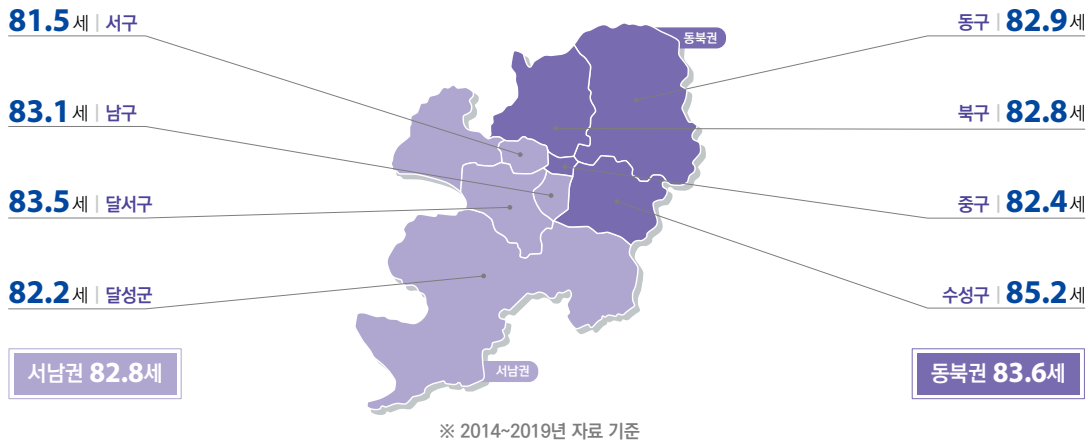 81.5세 | 서구
83.1세 | 남구
83.5세 | 달서구
82.2세 | 달성군
서남권 82.8세
동북권
서남권
동구 | 82.9세
북구 | 82.8세
중구 | 82.4세
수성구 | 85.2세
동북권 83.6세
※ 2014~2019년 자료 기준